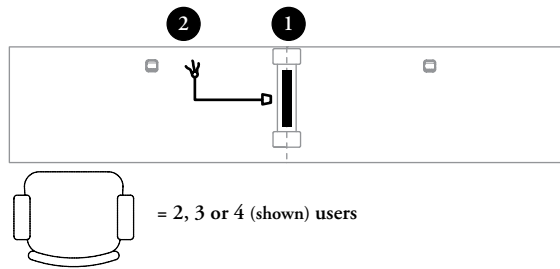 2 1
= 2, 3 or 4 (shown) users